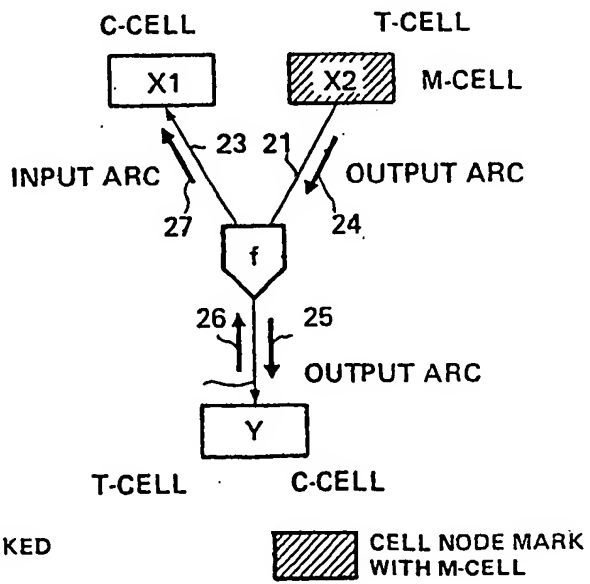 C-CELL
T-CELL
X1
X2
M-CELL
23
21
INPUT ARC
OUTPUT ARC
27
24
f
26
25
OUTPUT ARC
Y
T-CELL
C-CELL
KED
CELL NODE MARK
WITH M-CELL